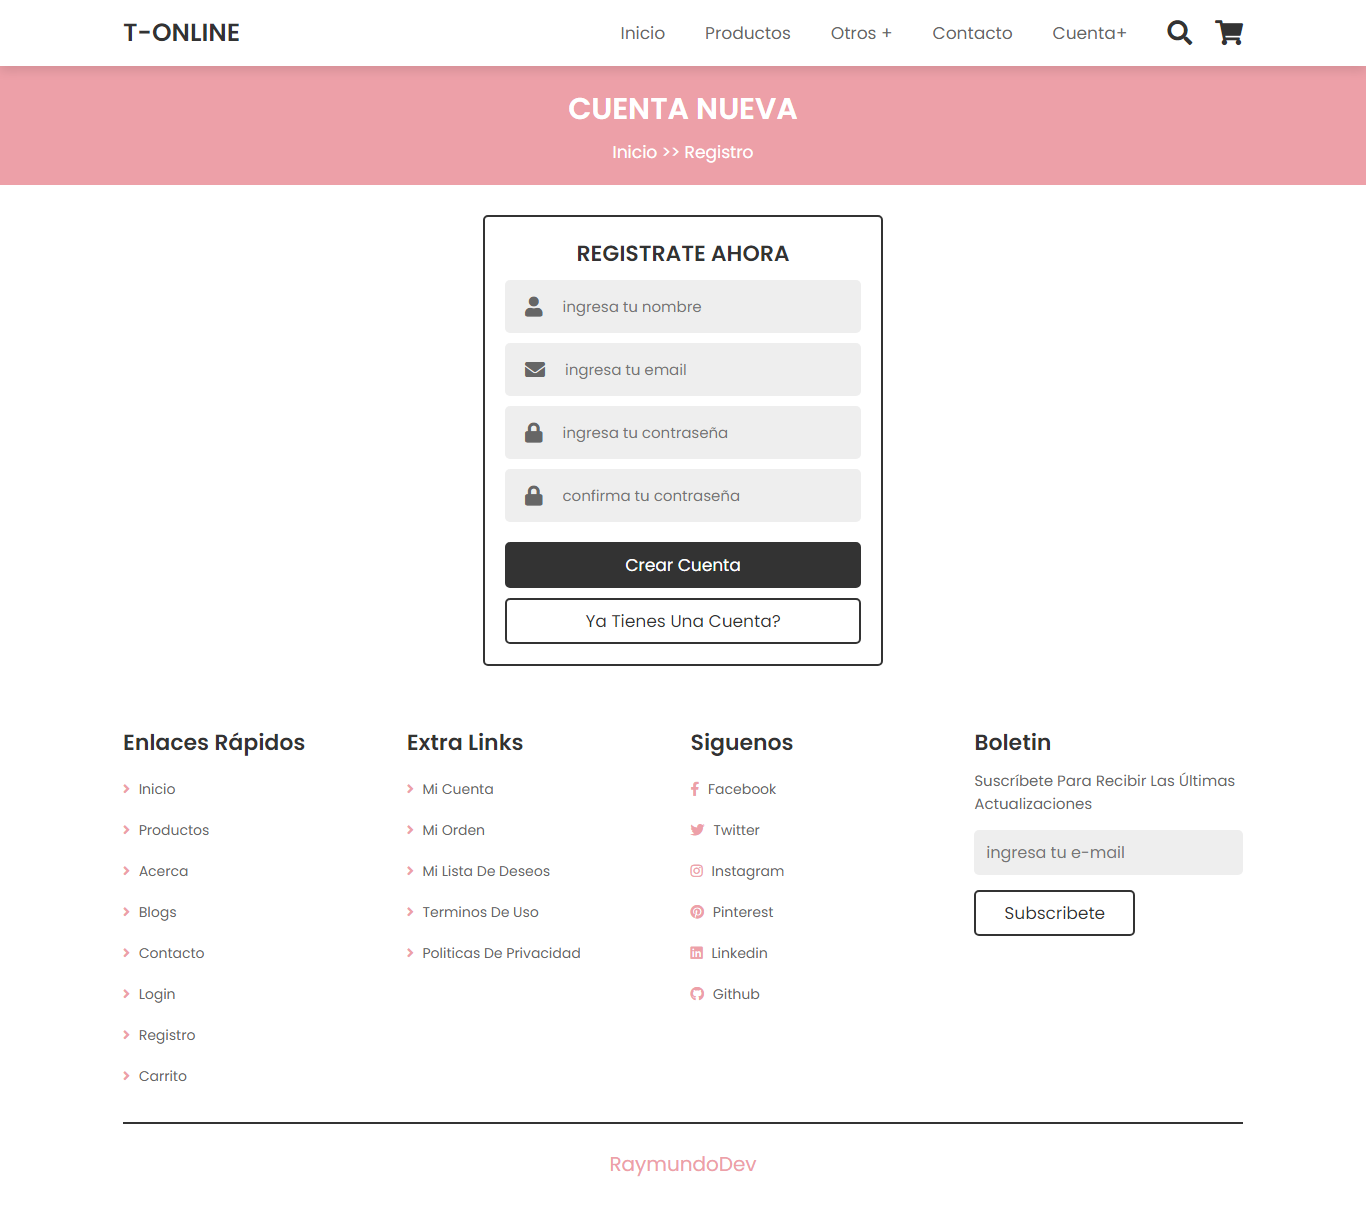 T-ONLINE
Inicio
Productos
Otros +
Contacto
Cuenta+
CUENTA NUEVA
Inicio >> Registro
REGISTRATE AHORA
ingresa tu nombre
ingresa tu email
ingresa tu contraseña
confirma tu contraseña
Crear Cuenta
Ya Tienes Una Cuenta?
Enlaces Rápidos
Inicio
Productos
Acerca
Blogs
Contacto
Login
Registro
Carrito
Extra Links
Mi Cuenta
Mi Orden
Mi Lista De Deseos
Terminos De Uso
Politicas De Privacidad
Siguenos
Facebook
Twitter
Instagram
Pinterest
Linkedin
Github
Boletin
Suscríbete Para Recibir Las Últimas
Actualizaciones
ingresa tu e-mail
Subscribete
RaymundoDev